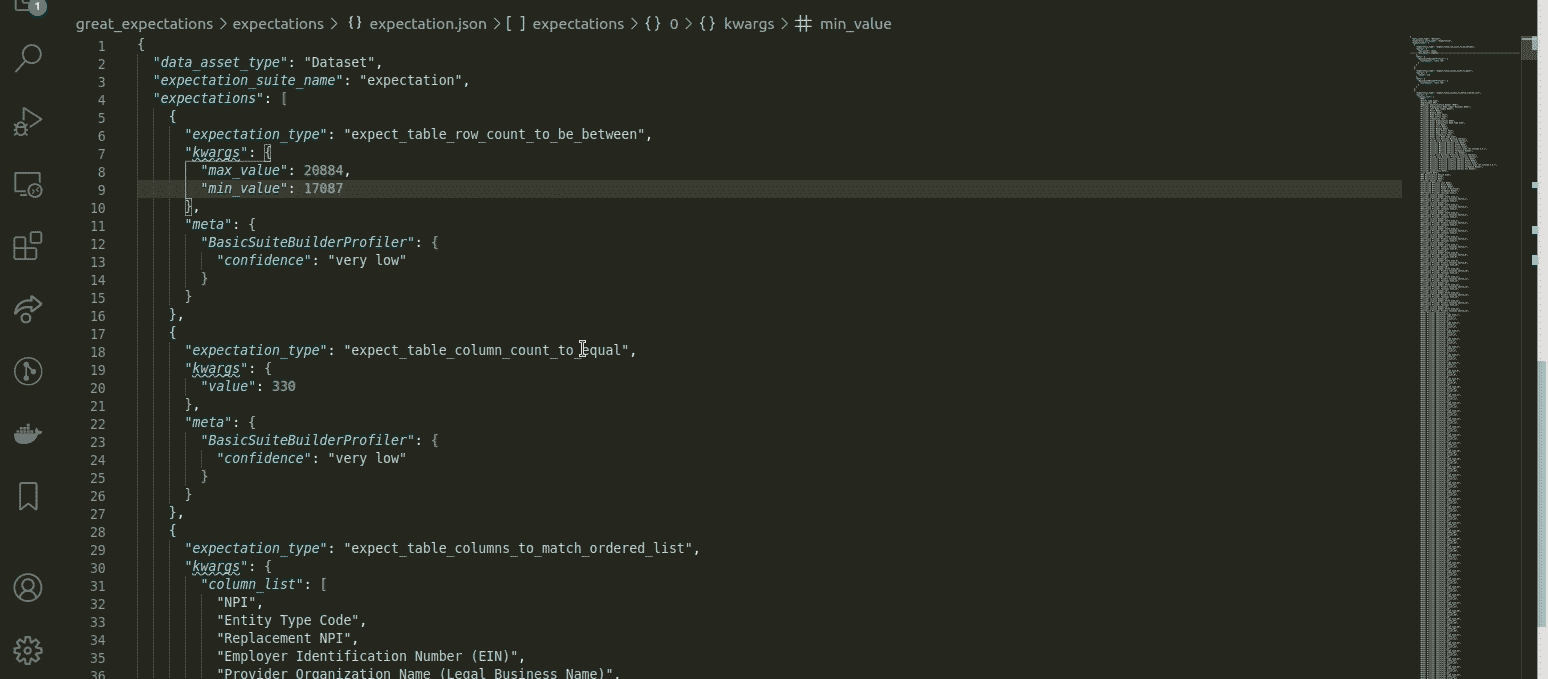 1
great_expectations > expectations > {} expectation.json > [ ] expectations > {} 0 > {} kwargs > # min_value
1 {
2 "data_asset_type": "Dataset",
3 "expectation_suite_name": "expectation",
4 "expectations": [
5 {
6 "expectation_type": "expect_table_row_count_to_be_between",
7 "kwargs": {
8 "max_value": 20884,
9 "min_value": 17087
10 },
11 "meta": {
12 "BasicSuiteBuilderProfiler": {
13 "confidence": "very low"
14 }
15 }
16 },
17 {
18 "expectation_type": "expect_table_column_count_to_equal",
19 "kwargs": {
20 "value": 330
21 },
22 "meta": {
23 "BasicSuiteBuilderProfiler": {
24 "confidence": "very low"
25 }
26 }
27 },
28 {
29 "expectation_type": "expect_table_columns_to_match_ordered_list",
30 "kwargs": {
31 "column_list": [
32 "NPI",
33 "Entity Type Code",
34 "Replacement NPI",
35 "Employer Identification Number (EIN)",
36 "Provider Organization Name (Legal Business Name)",